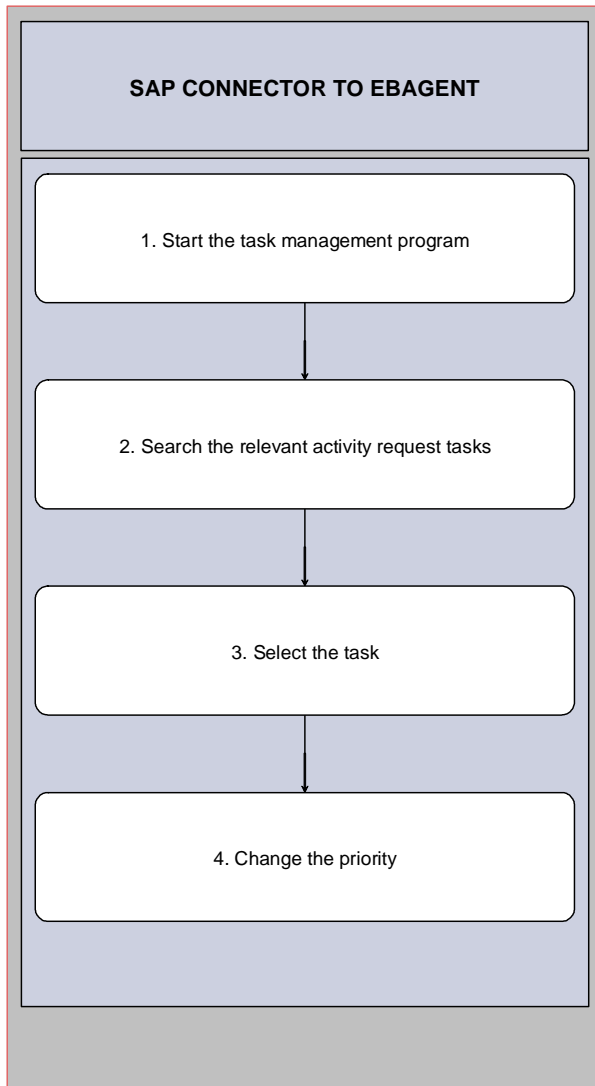 SAP CONNECTOR TO EBAGENT
1. Start the task management program
2. Search the relevant activity request tasks
3. Select the task
4. Change the priority